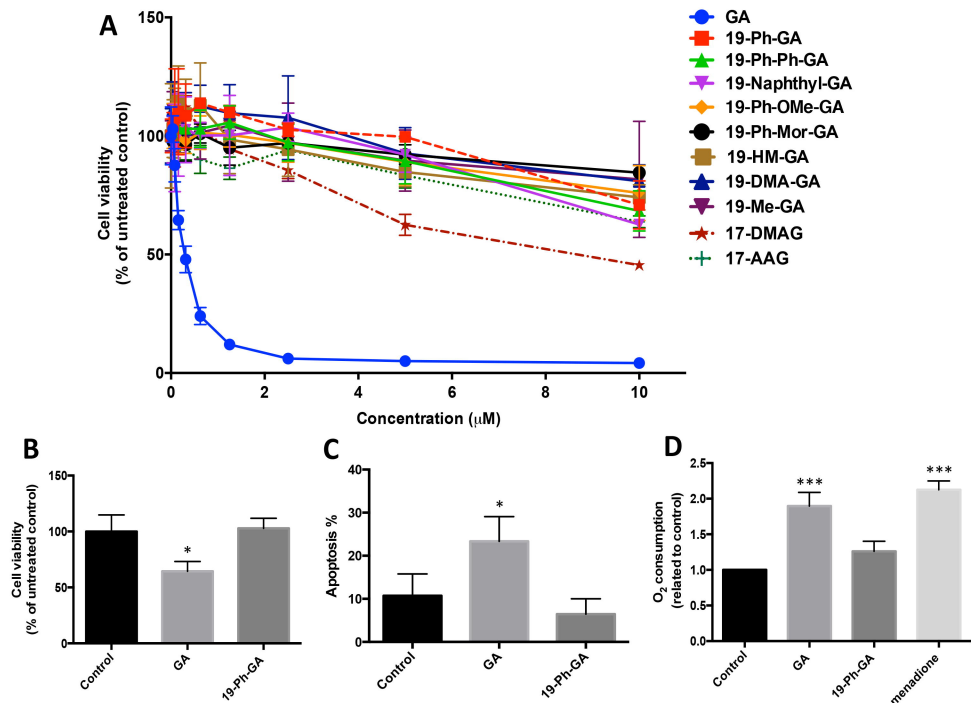 A
150
100
50
0
Cell viability
(% of untreated control)
0
2
4
6
8
10
Concentration (μM)
GA
19-Ph-GA
19-Ph-Ph-GA
19-Naphthyl-GA
19-Ph-OMe-GA
19-Ph-Mor-GA
19-HM-GA
19-DMA-GA
19-Me-GA
17-DMAG
17-AAG
B
150
100
50
0
Cell viability
(% of untreated control)
*
Control
GA
19-Ph-GA
C
40
30
20
10
0
Apoptosis %
*
Control
GA
19-Ph-GA
D
2.5
2.0
1.5
1.0
0.5
0.0
O₂ consumption
(related to control)
***
***
Control
GA
19-Ph-GA
menadione